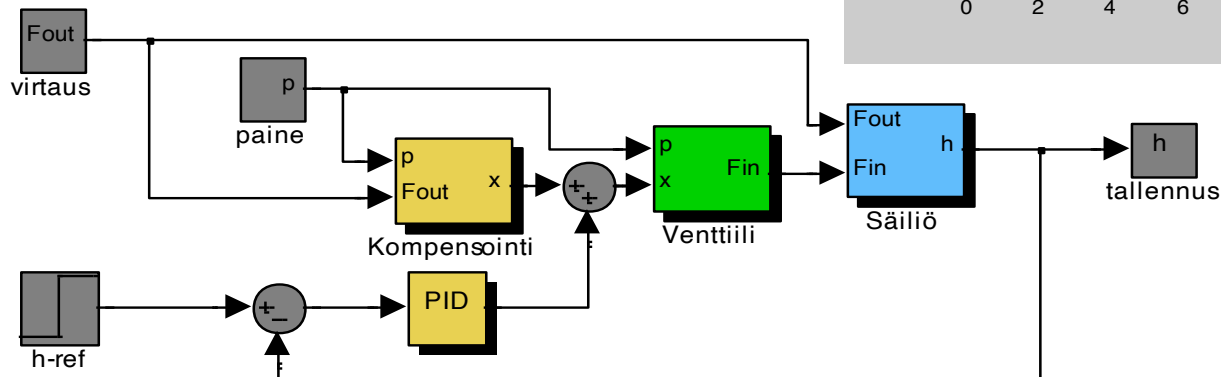 0 2 4 6
Fout
virtaus
p
paine
p
Fout
x
Kompensointi
p
x
Fin
Venttiili
Fout
Fin
h
Säiliö
h
tallennus
+
+
h-ref
+
−
PID